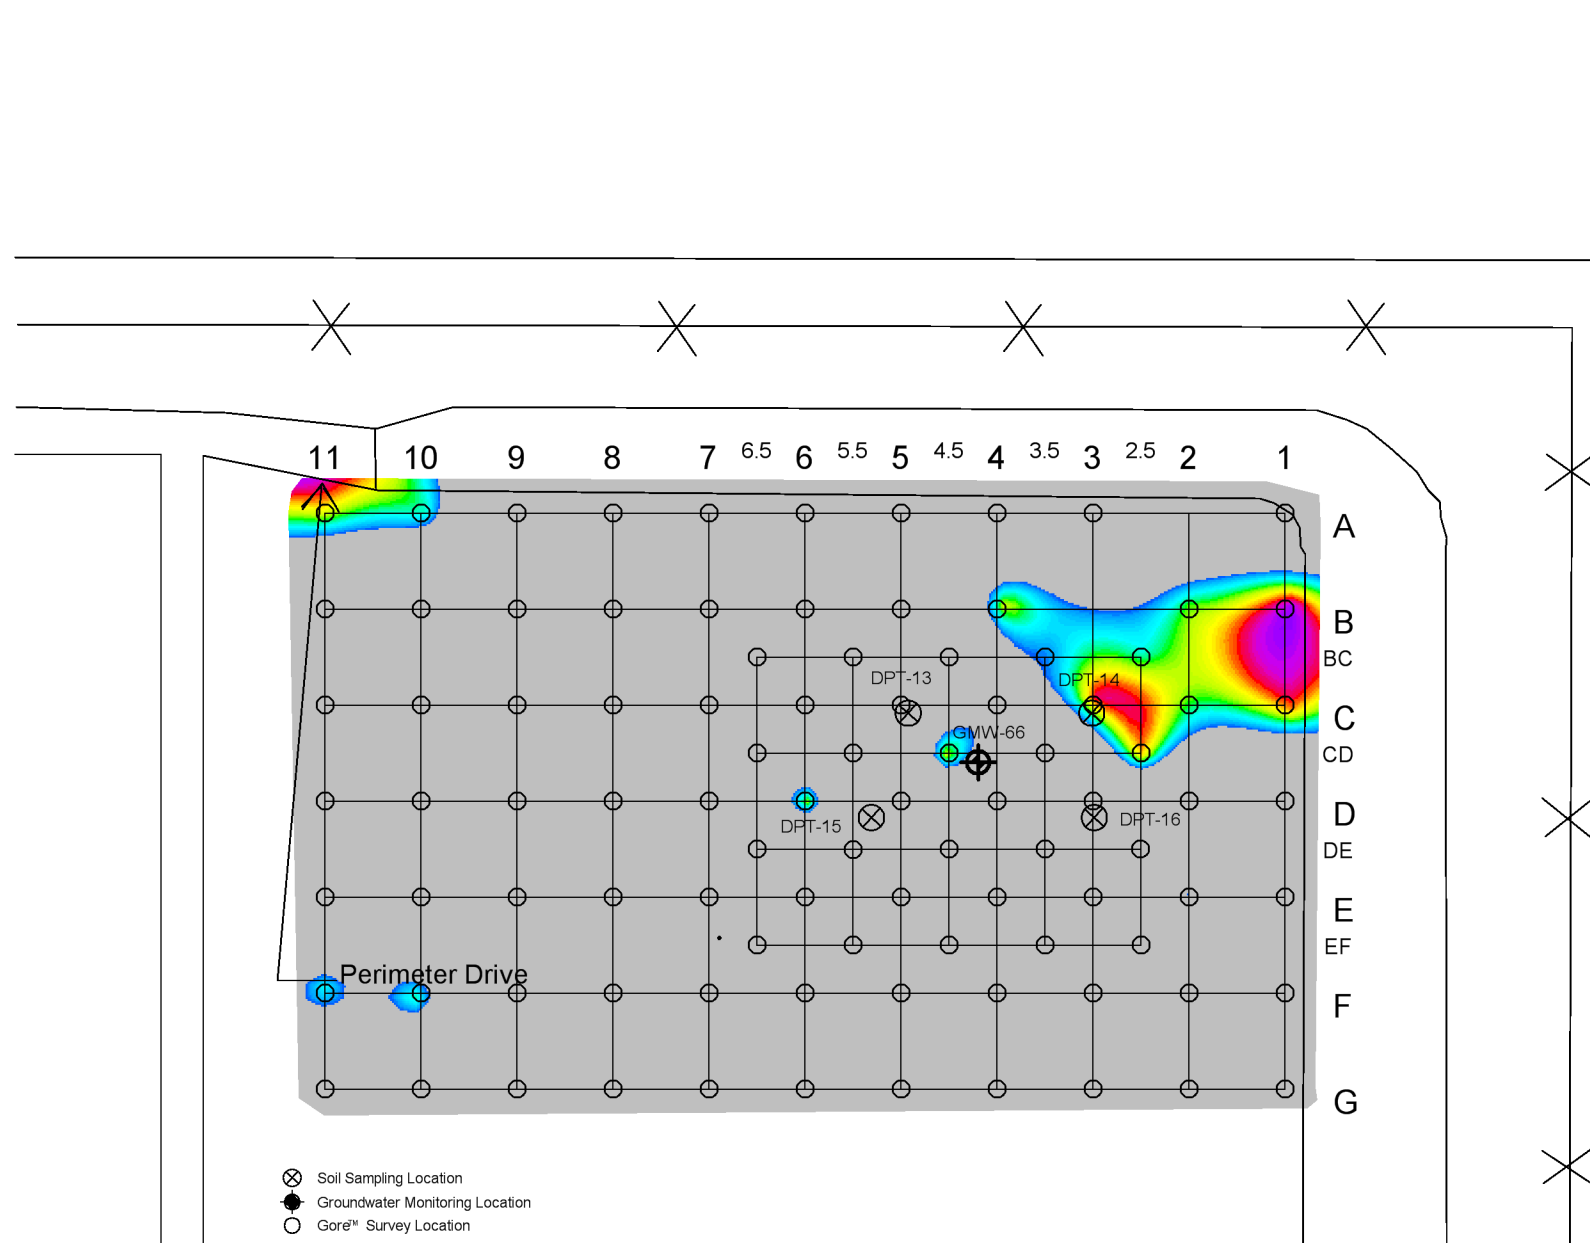 11 10 9 8 7 6.5 6 5.5 5 4.5 4 3.5 3 2.5 2 1
A
B
BC
DPT-13 DPT-14
C
GMW-66
CD
D
DPT-15 DPT-16
DE
E
EF
Perimeter Drive
F
G
Soil Sampling Location
Groundwater Monitoring Location
Gore™ Survey Location